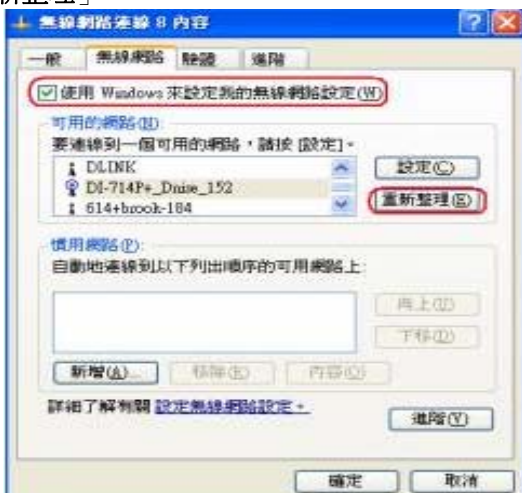 新整理」
無線網路連線 8 內容
一般 無線網路 驗證 進階
使用 Windows 來設定我的無線網路設定(W)
可用的網路(N):
要連線到一個可用的網路，請按 [設定]。
DLINK
DI-714P+_Dnise_152
614+brook-184
設定(C)
重新整理(E)
慣用網路(P):
自動地連線到以下列出順序的可用網路上:
再上(U)
下移(D)
新增(A)... 移除(R) 內容(O)
詳細了解有關 設定無線網路設定。
進階(V)
確定 取消